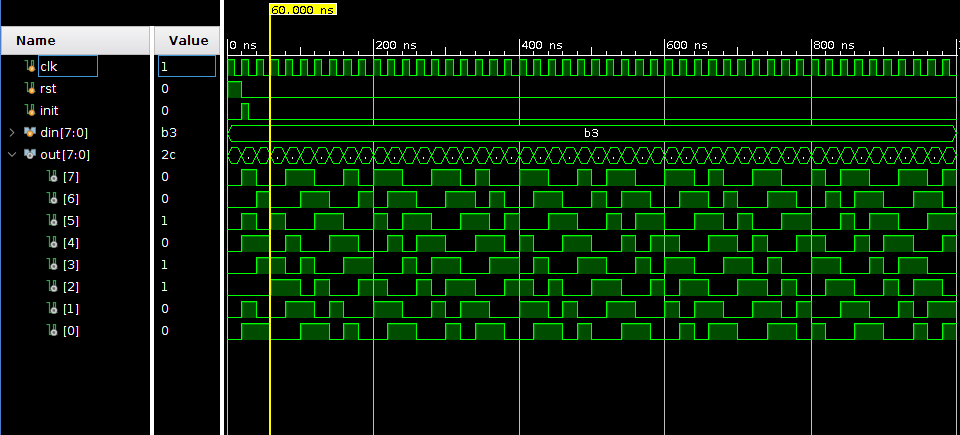 60.000 ns
Name Value
0 ns 200 ns 400 ns 600 ns 800 ns
clk 1
rst 0
init 0
din[7:0] b3 b3
out[7:0] 2c
[7] 0
[6] 0
[5] 1
[4] 0
[3] 1
[2] 1
[1] 0
[0] 0